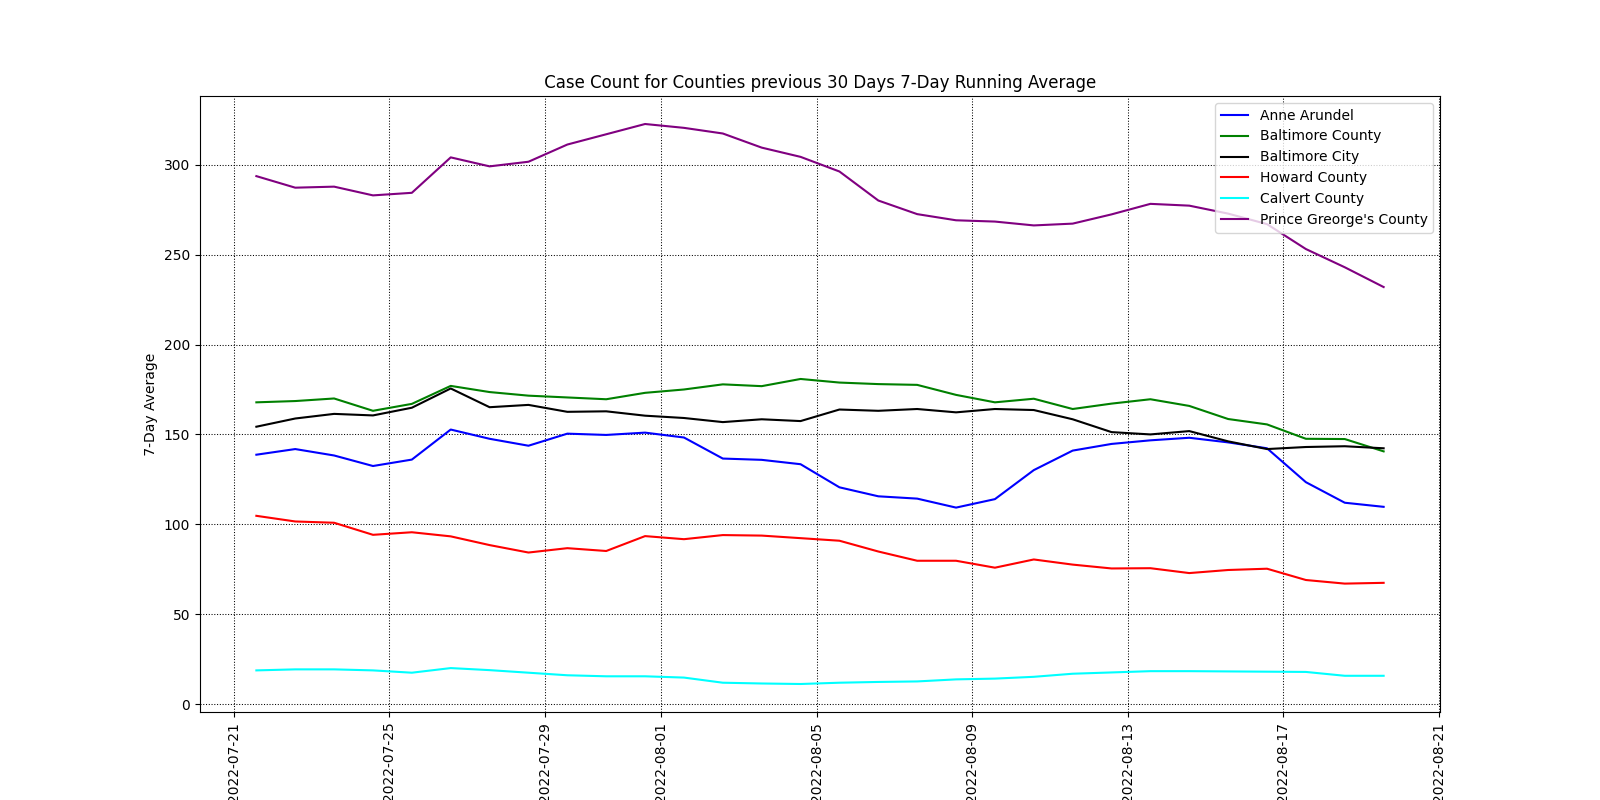 Case Count for Counties previous 30 Days 7-Day Running Average
Anne Arundel
Baltimore County
Baltimore City
Howard County
Calvert County
Prince Greorge's County
7-Day Average
300
250
200
150
100
50
0
2022-07-21
2022-07-25
2022-07-29
2022-08-01
2022-08-05
2022-08-09
2022-08-13
2022-08-17
2022-08-21